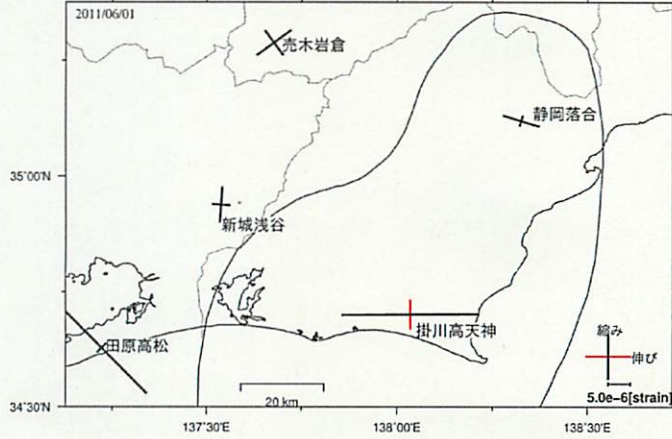 2011/06/01
売木岩倉
静岡落合
35°00'N
新城浅谷
掛川高天神
田原高松
縮み
伸び
5.0e-6[strain]
20 km
34°30'N
137°30'E
138°00'E
138°30'E